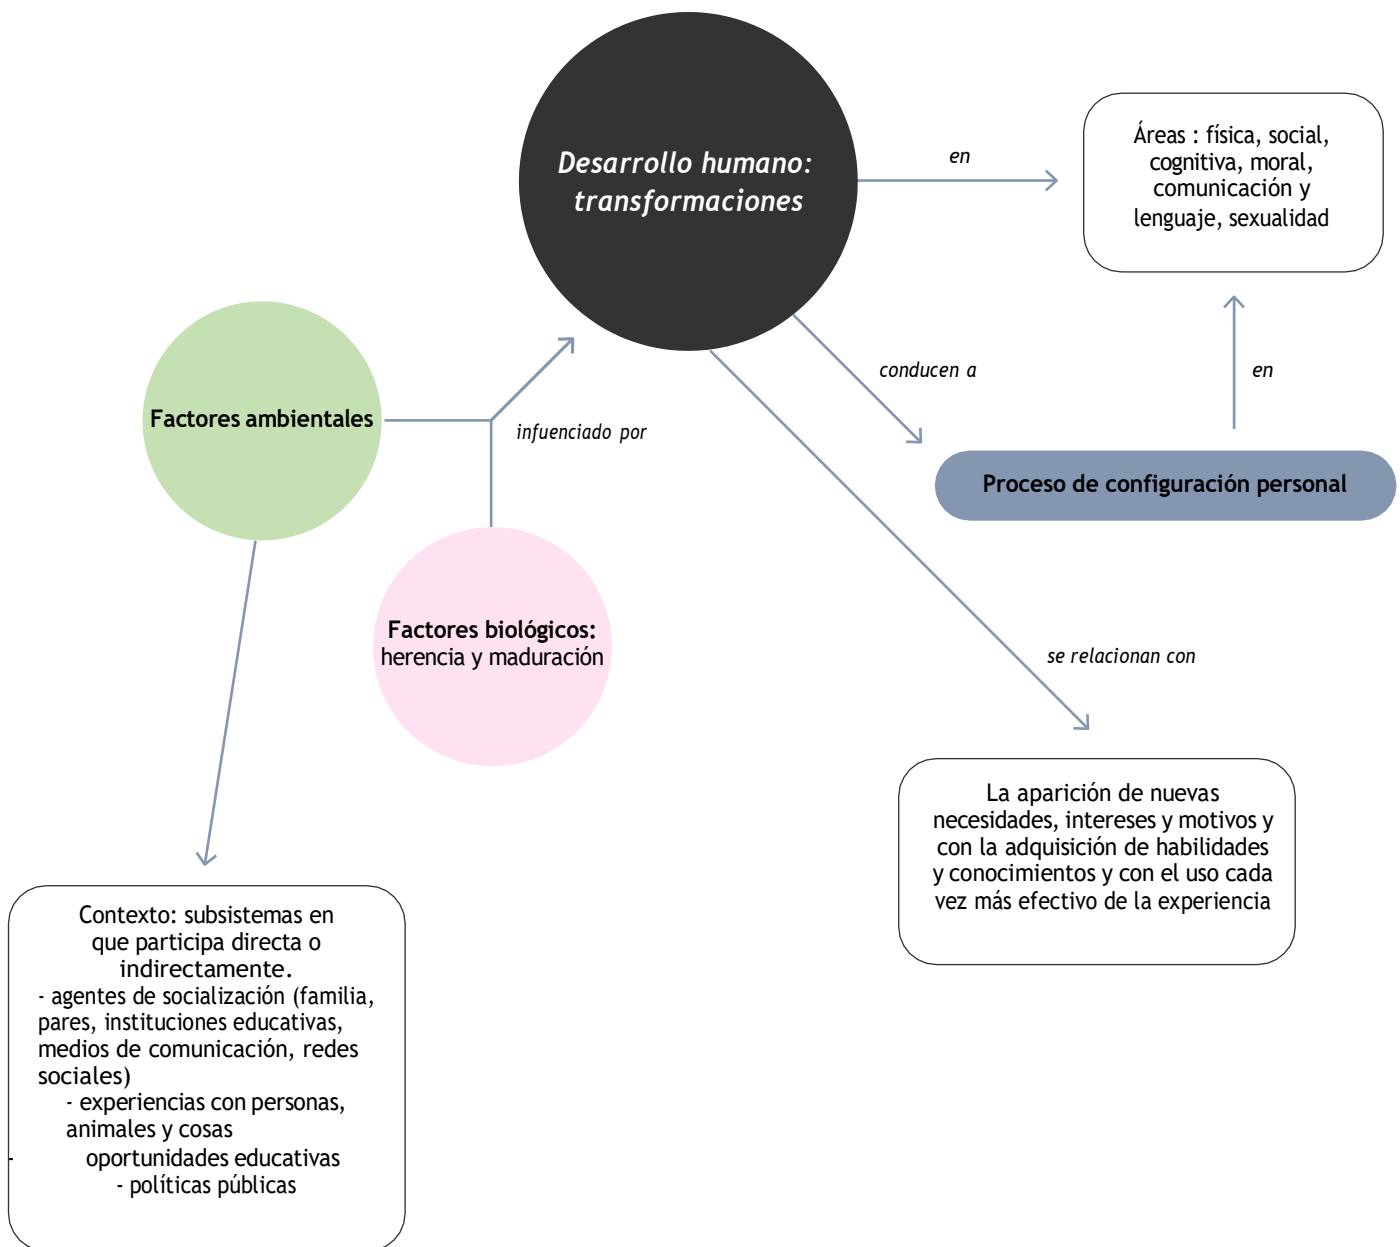 Desarrollo humano:
transformaciones
en
Áreas : física, social,
cognitiva, moral,
comunicación y
lenguaje, sexualidad
conducen a
en
Factores ambientales
infuenciado por
Proceso de configuración personal
Factores biológicos:
herencia y maduración
se relacionan con
La aparición de nuevas
necesidades, intereses y motivos y
con la adquisición de habilidades
y conocimientos y con el uso cada
vez más efectivo de la experiencia
Contexto: subsistemas en
que participa directa o
indirectamente.
- agentes de socialización (familia,
pares, instituciones educativas,
medios de comunicación, redes
sociales)
- experiencias con personas,
animales y cosas
- oportunidades educativas
- políticas públicas